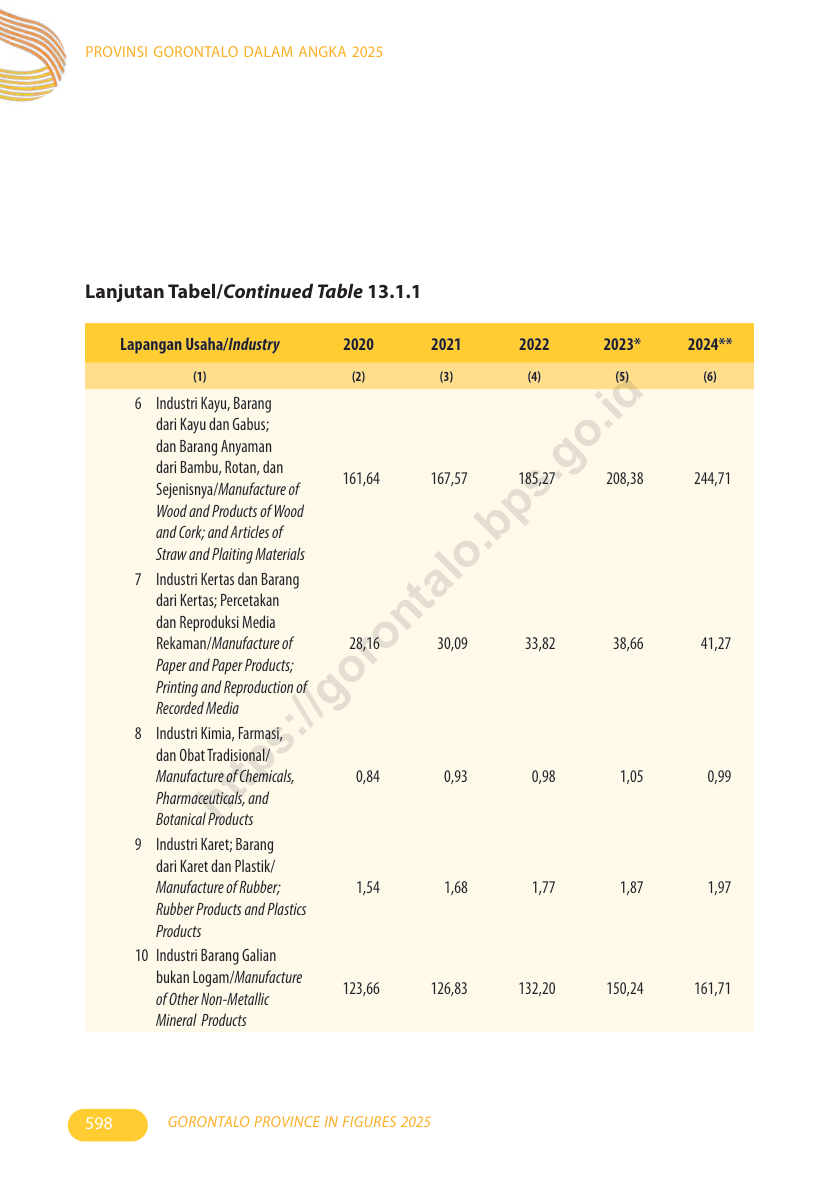 PROVINSI GORONTALO DALAM ANGKA 2025
Lanjutan Tabel/Continued Table 13.1.1
Lapangan Usaha/Industry 2020 2021 2022 2023* 2024**
(1) (2) (3) (4) (5) (6)
6 Industri Kayu, Barang
dari Kayu dan Gabus;
dan Barang Anyaman
dari Bambu, Rotan, dan
Sejenisnya/Manufacture of
Wood and Products of Wood
and Cork; and Articles of
Straw and Plaiting Materials
161,64 167,57 185,27 208,38 244,71
7 Industri Kertas dan Barang
dari Kertas; Percetakan
dan Reproduksi Media
Rekaman/Manufacture of
Paper and Paper Products;
Printing and Reproduction of
Recorded Media
28,16 30,09 33,82 38,66 41,27
8 Industri Kimia, Farmasi,
dan Obat Tradisional/
Manufacture of Chemicals,
Pharmaceuticals, and
Botanical Products
0,84 0,93 0,98 1,05 0,99
9 Industri Karet; Barang
dari Karet dan Plastik/
Manufacture of Rubber;
Rubber Products and Plastics
Products
1,54 1,68 1,77 1,87 1,97
10 Industri Barang Galian
bukan Logam/Manufacture
of Other Non-Metallic
Mineral Products
123,66 126,83 132,20 150,24 161,71
https://gorontalo.bps.go.id
598 GORONTALO PROVINCE IN FIGURES 2025